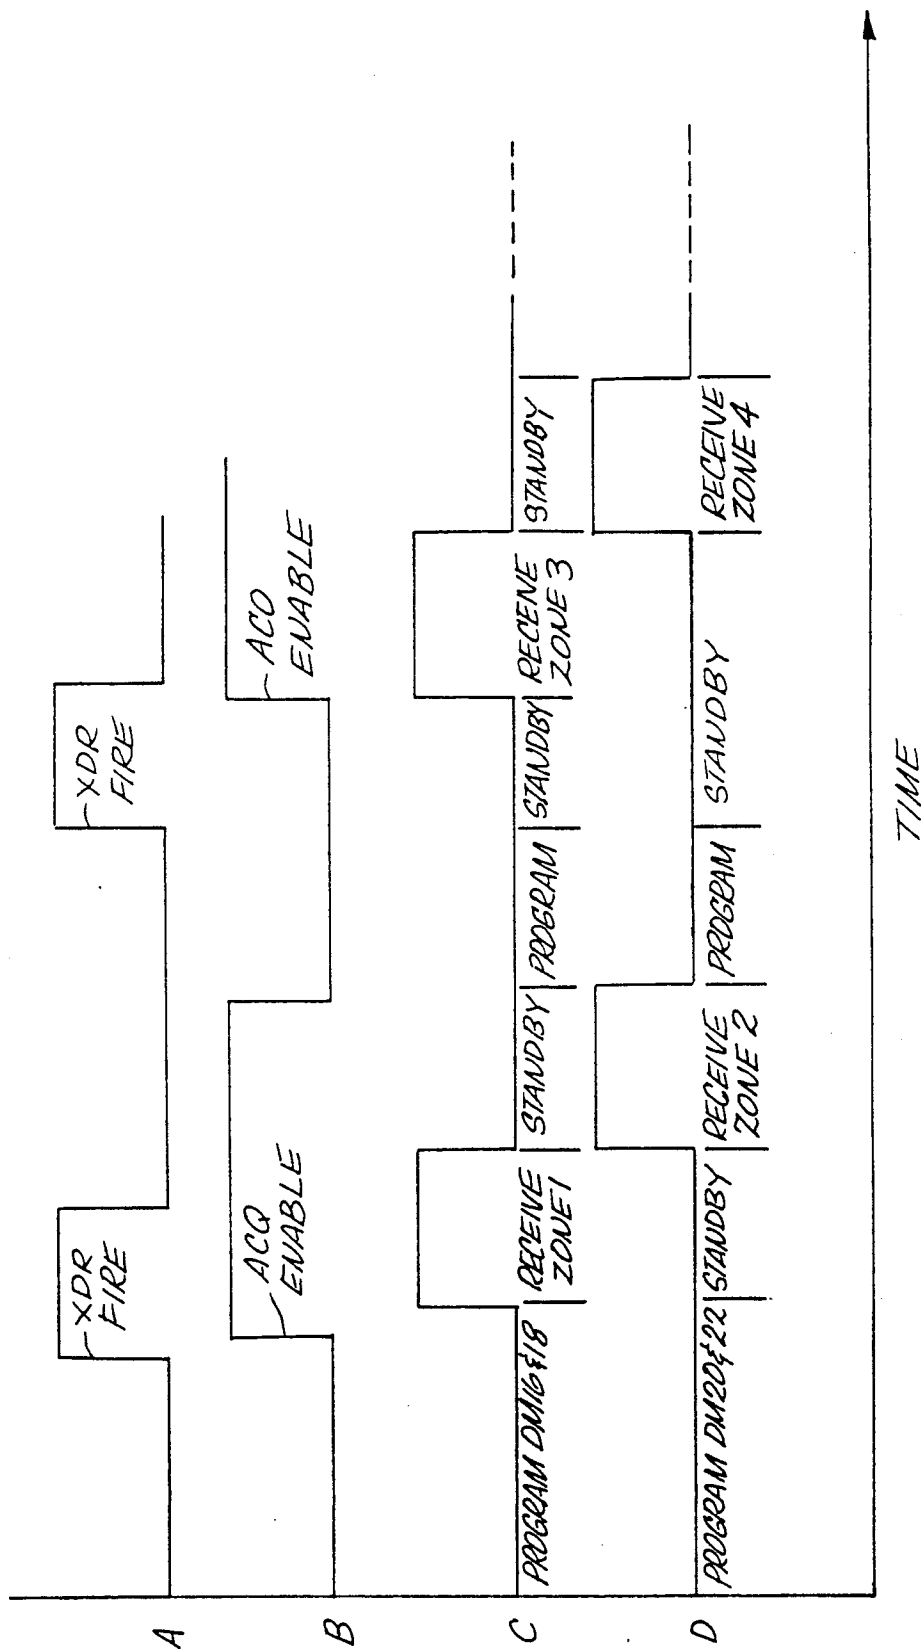 A
XDR
FIRE
XDR
FIRE
B
ACQ
ENABLE
ACQ
ENABLE
C
PROGRAM DM16 & 18
RECEIVE
ZONE 1
STANDBY
PROGRAM
STANDBY
RECEIVE
ZONE 3
STANDBY
D
PROGRAM DM20 & 22
STANDBY
RECEIVE
ZONE 2
PROGRAM
STANDBY
RECEIVE
ZONE 4
TIME